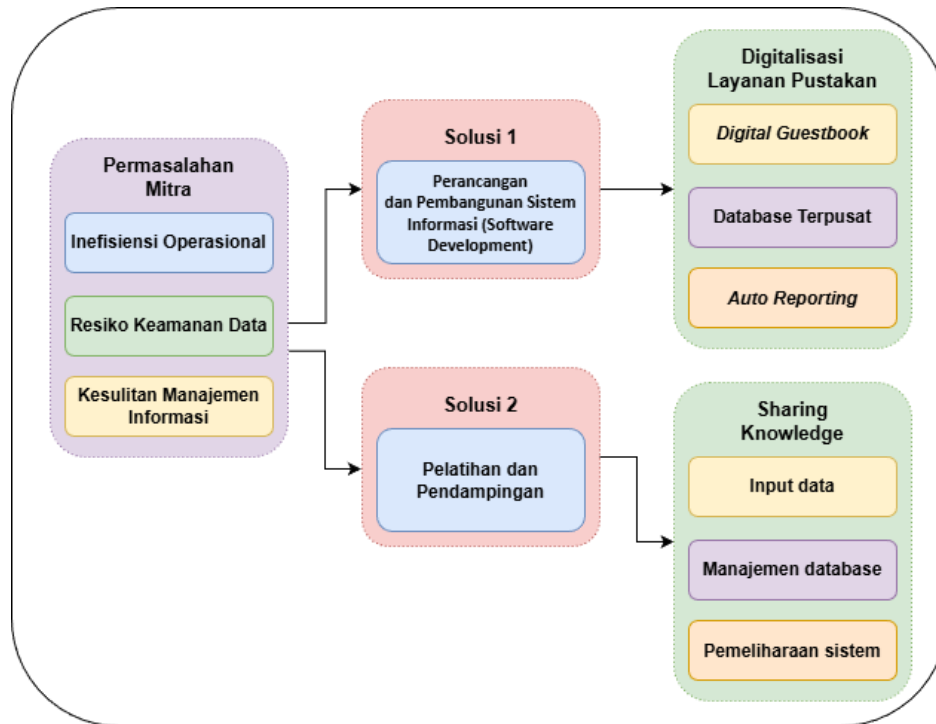 Permasalahan
Mitra
Inefisiensi Operasional
Resiko Keamanan Data
Kesulitan Manajemen
Informasi
Solusi 1
Perancangan
dan Pembangunan Sistem
Informasi (Software
Development)
Solusi 2
Pelatihan dan
Pendampingan
Digitalisasi
Layanan Pustakan
Digital Guestbook
Database Terpusat
Auto Reporting
Sharing
Knowledge
Input data
Manajemen database
Pemeliharaan sistem